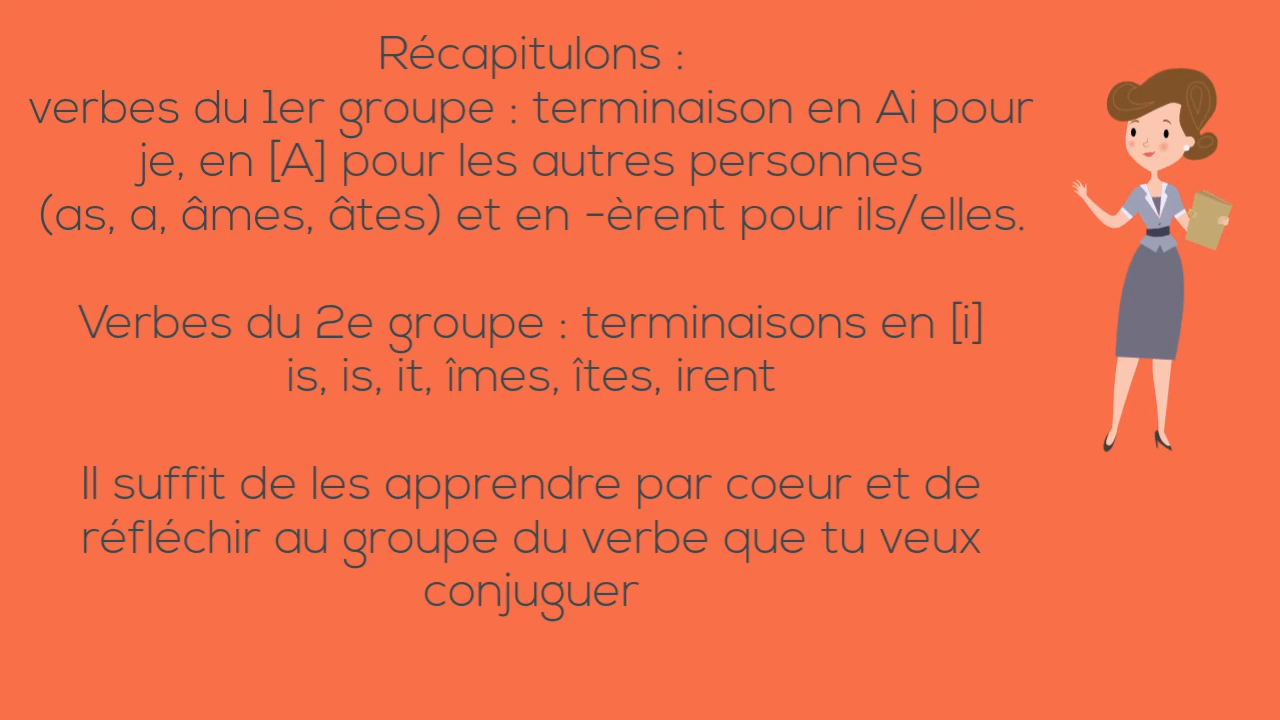 Récapitulons :
verbes du 1er groupe : terminaison en Ai pour
je, en [A] pour les autres personnes
(as, a, âmes, âtes) et en -èrent pour ils/elles.
Verbes du 2e groupe : terminaisons en [i]
is, is, it, îmes, îtes, irent
Il suffit de les apprendre par coeur et de
réfléchir au groupe du verbe que tu veux
conjuguer